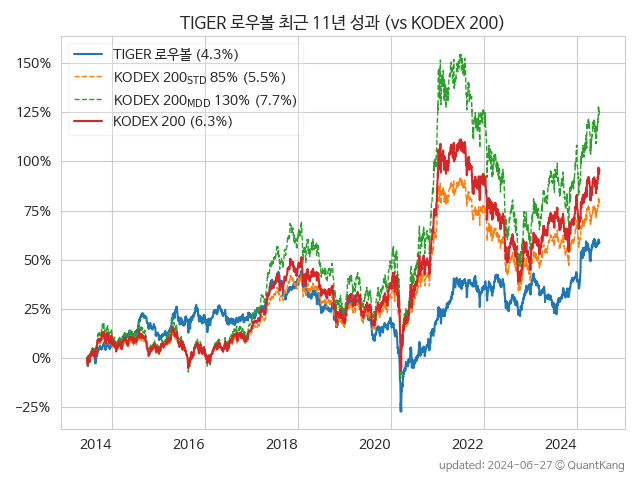 TIGER 로우볼 최근 11년 성과 (vs KODEX 200)
TIGER 로우볼 (4.3%)
KODEX 200STD 85% (5.5%)
KODEX 200MDD 130% (7.7%)
KODEX 200 (6.3%)
150%
125%
100%
75%
50%
25%
0%
−25%
2014 2016 2018 2020 2022 2024
updated: 2024-06-27 © QuantKang